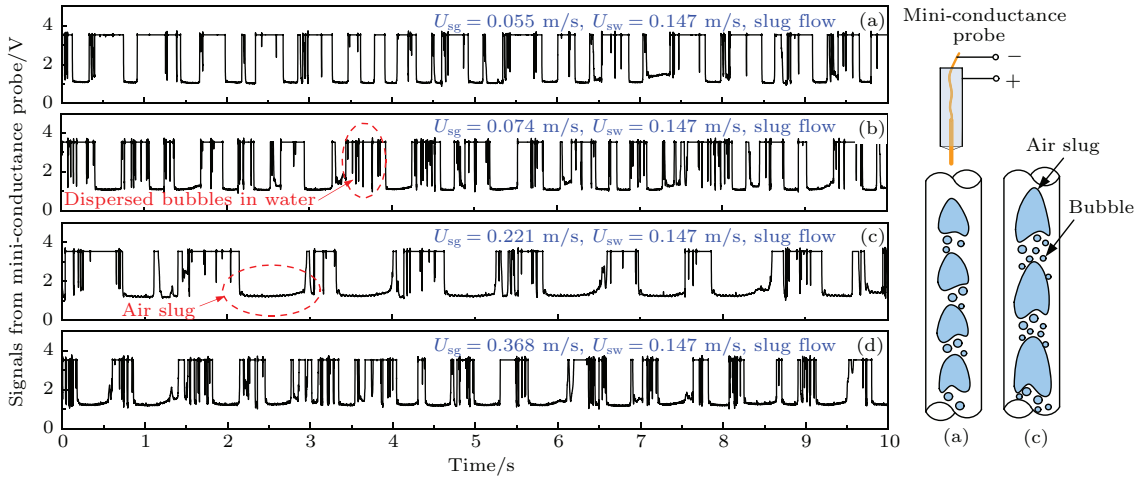 Signals from mini-conductance probe/V
4
2
0
U_sg = 0.055 m/s, U_sw = 0.147 m/s, slug flow
(a)
4
2
0
U_sg = 0.074 m/s, U_sw = 0.147 m/s, slug flow
(b)
Dispersed bubbles in water
4
2
0
U_sg = 0.221 m/s, U_sw = 0.147 m/s, slug flow
(c)
Air slug
4
2
0
U_sg = 0.368 m/s, U_sw = 0.147 m/s, slug flow
(d)
0 1 2 3 4 5 6 7 8 9 10
Time/s
Mini-conductance
probe
−
+
Air slug
Bubble
(a)
(c)